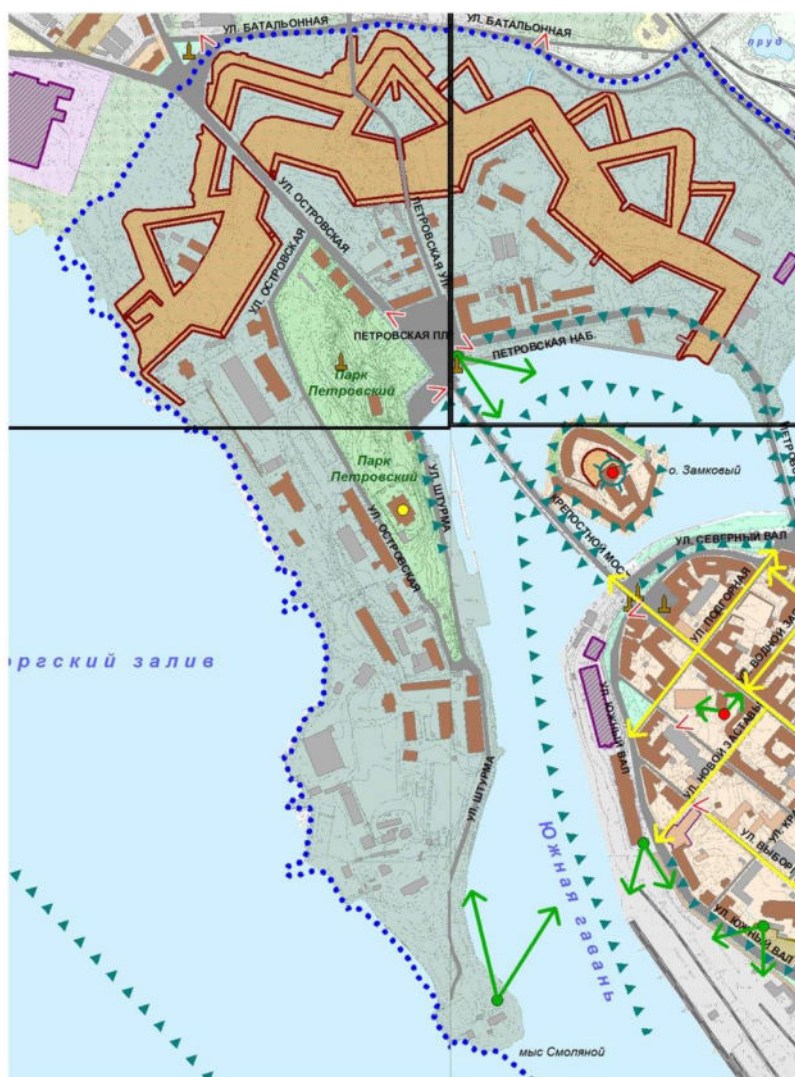 УЛ. БАТАЛЬОННАЯ
УЛ. БАТАЛЬОННАЯ
пруд
УЛ. ОСТРОВСКАЯ
ПЕТРОВСКАЯ УЛ.
УЛ. ОСТРОВСКАЯ
ПЕТРОВСКАЯ ПЛ
ПЕТРОВСКАЯ НАБ.
Парк
Петровский
Парк
Петровский
УЛ. ШТУРМА
УЛ. ОСТРОВСКАЯ
о. Замковый
КРЕПОСТНОЙ МОСТ
УЛ. СЕВЕРНЫЙ ВАЛ
УЛ. ПОДГОРНАЯ
оргский залив
УЛ. ЮЖНЫЙ ВАЛ
УЛ. НОВОЙ ЗАСТАВЫ
УЛ. ШТУРМА
Южная гавань
УЛ. ЮЖНЫЙ ВАЛ
мыс Смоляной